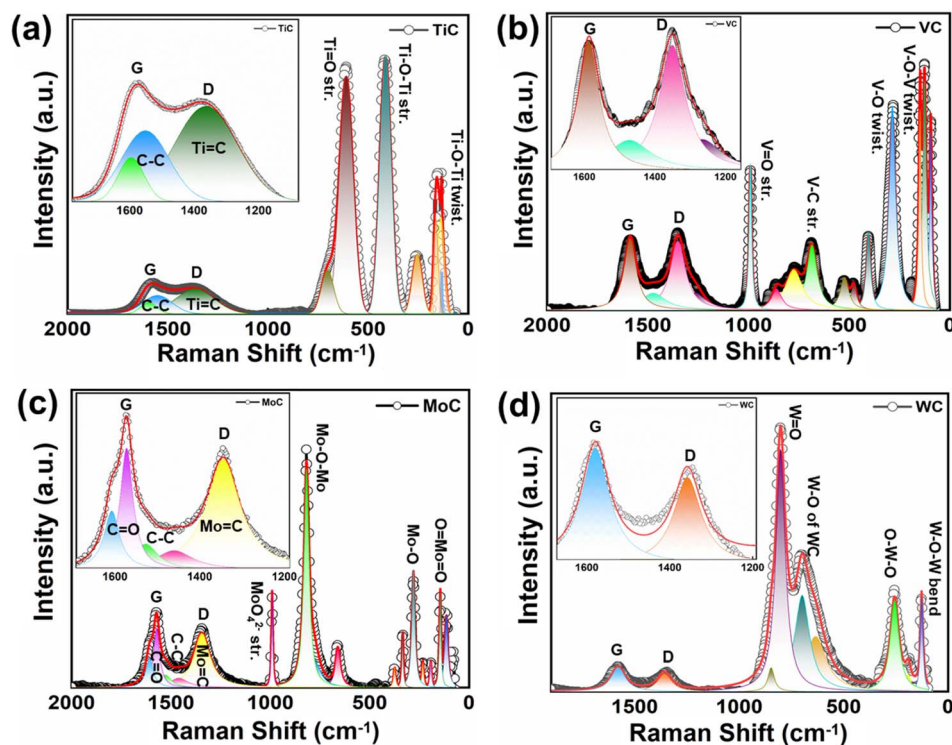 (a)
TiC
TiC
G
D
C-C
Ti=C
1600
1400
1200
Ti=O str.
Ti-O-Ti str.
Ti-O-Ti twist.
G
D
C-C
Ti=C
Intensity (a.u.)
2000
1500
1000
500
0
Raman Shift (cm-1)
(b)
VC
VC
G
D
1600
1400
1200
V=O str.
V-C str.
V-O twist.
V-O-V twist.
G
D
Intensity (a.u.)
2000
1500
1000
500
0
Raman Shift (cm-1)
(c)
MoC
MoC
G
D
C=O
C-C
Mo=C
1600
1400
1200
Mo-O-Mo
MoO42- str.
Mo-O
O=Mo=O
G
D
C-C
C=O
Mo=C
Intensity (a.u.)
2000
1500
1000
500
0
Raman Shift (cm-1)
(d)
WC
WC
G
D
1600
1400
1200
W=O
W-O of WC
O-W-O
W-O-W bend
G
D
Intensity (a.u.)
1500
1000
500
0
Raman Shift (cm-1)